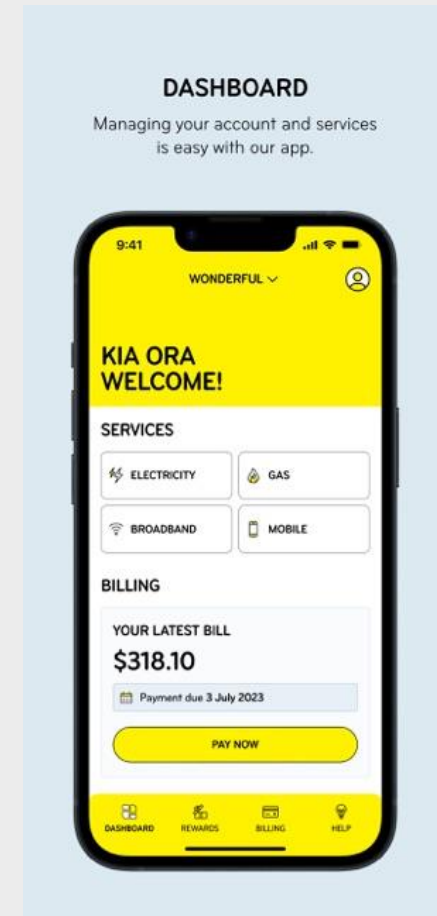 DASHBOARD
Managing your account and services
is easy with our app.
9:41
WONDERFUL
KIA ORA
WELCOME!
SERVICES
ELECTRICITY
GAS
BROADBAND
MOBILE
BILLING
YOUR LATEST BILL
$318.10
Payment due 3 July 2023
PAY NOW
DASHBOARD
REWARDS
BILLING
HELP